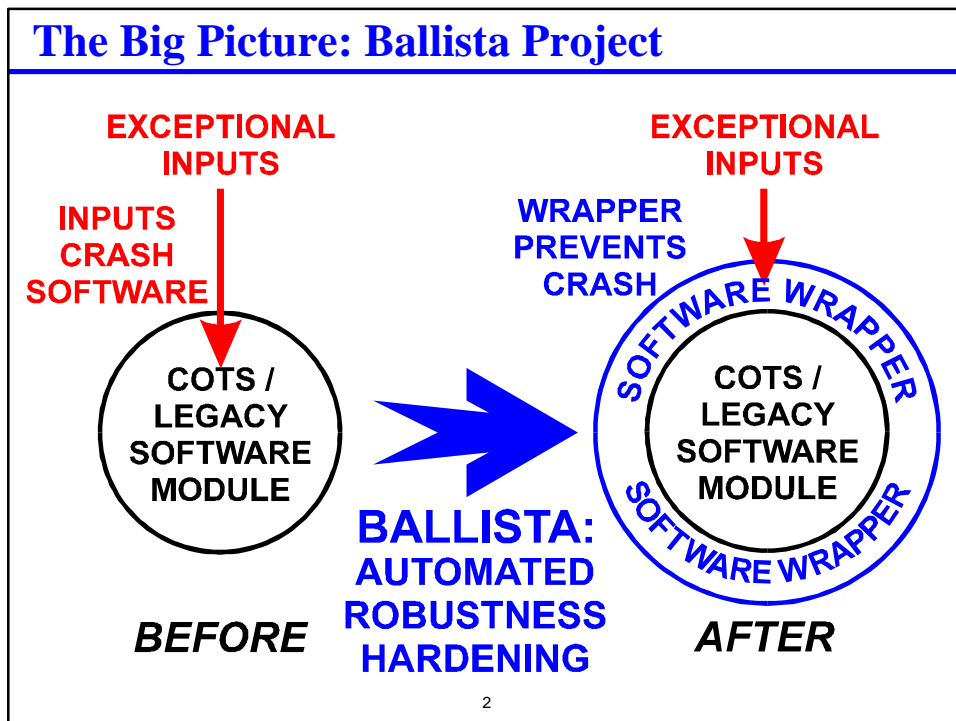 The Big Picture: Ballista Project
EXCEPTIONAL
INPUTS
INPUTS
CRASH
SOFTWARE
COTS /
LEGACY
SOFTWARE
MODULE
BEFORE
BALLISTA:
AUTOMATED
ROBUSTNESS
HARDENING
EXCEPTIONAL
INPUTS
WRAPPER
PREVENTS
CRASH
SOFTWARE WRAPPER
COTS /
LEGACY
SOFTWARE
MODULE
SOFTWARE WRAPPER
AFTER
2